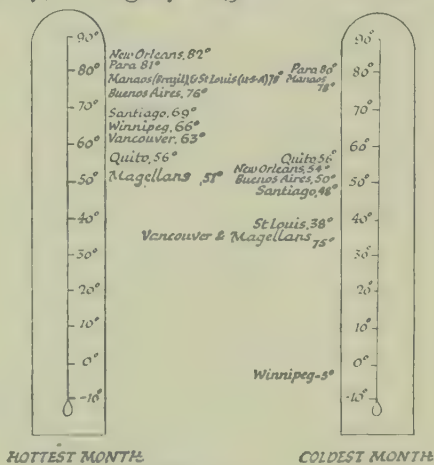 90°
80°
70°
60°
50°
40°
30°
20°
10°
0°
-10°
New Orleans, 82°
Para 81°
Manaos (Brazil) & St Louis (U·S·A) 78°
Buenos Aires, 76°
Santiago, 69°
Winnipeg, 66°
Vancouver, 63°
Quito, 56°
Magellans ,51°
HOTTEST MONTH
Para 80°
Manaos
78°
Quito 56°
New Orleans, 54°
Buenos Aires, 50°
Santiago, 48°
St Louis, 38°
Vancouver & Magellans
75°
Winnipeg-5°
90°
80°
70°
60°
50°
40°
30°
20°
10°
0°
-10°
COLDEST MONTH